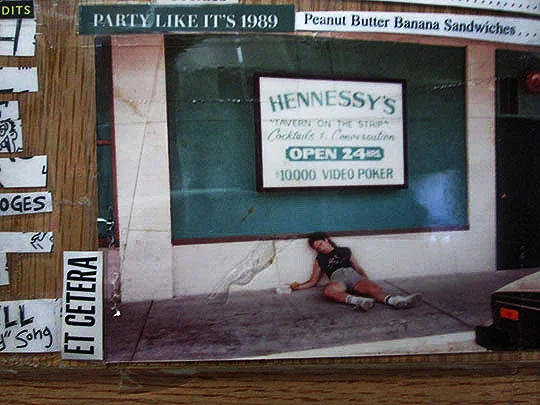 DITS
PARTY LIKE IT'S 1989
Peanut Butter Banana Sandwiches
HENNESSY'S
"TAVERN ON THE STRIP"
Cocktails & Conversation
OPEN 24 HRS.
$10,000 VIDEO POKER
OGES
ET CETERA
LL
Song